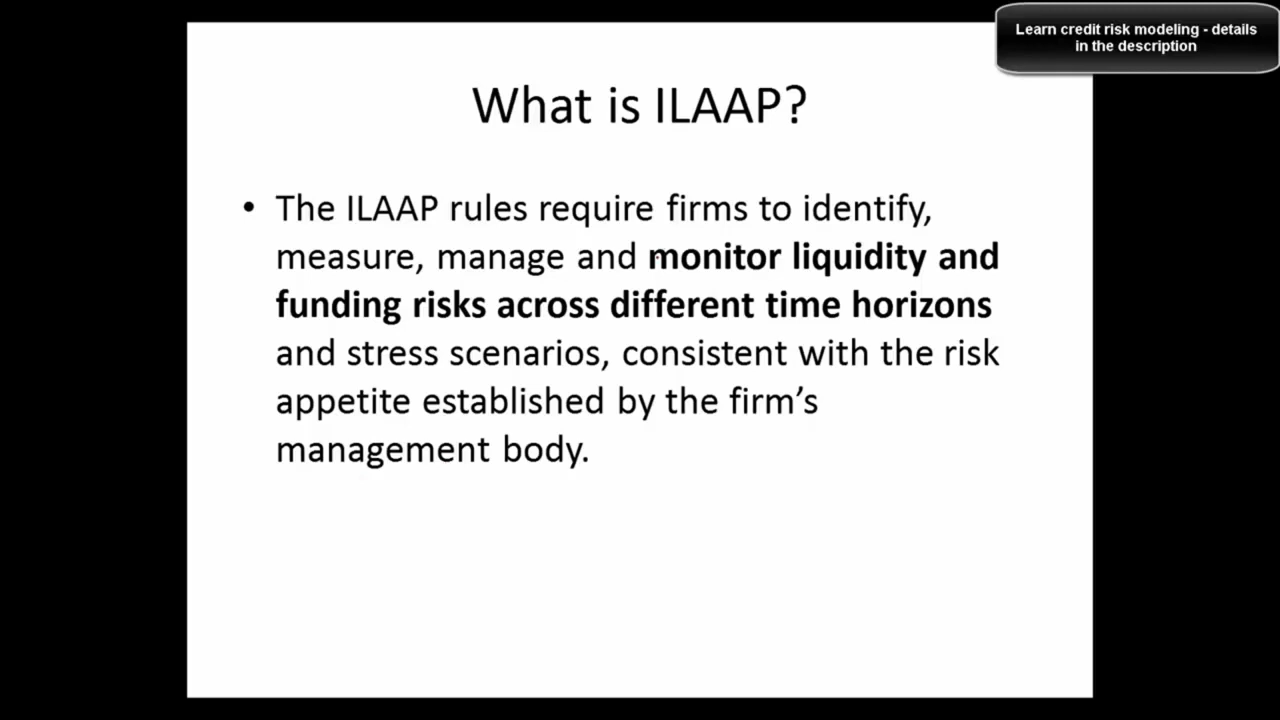 Learn credit risk modeling - details
in the description
What is ILAAP?
• The ILAAP rules require firms to identify,
measure, manage and monitor liquidity and
funding risks across different time horizons
and stress scenarios, consistent with the risk
appetite established by the firm’s
management body.